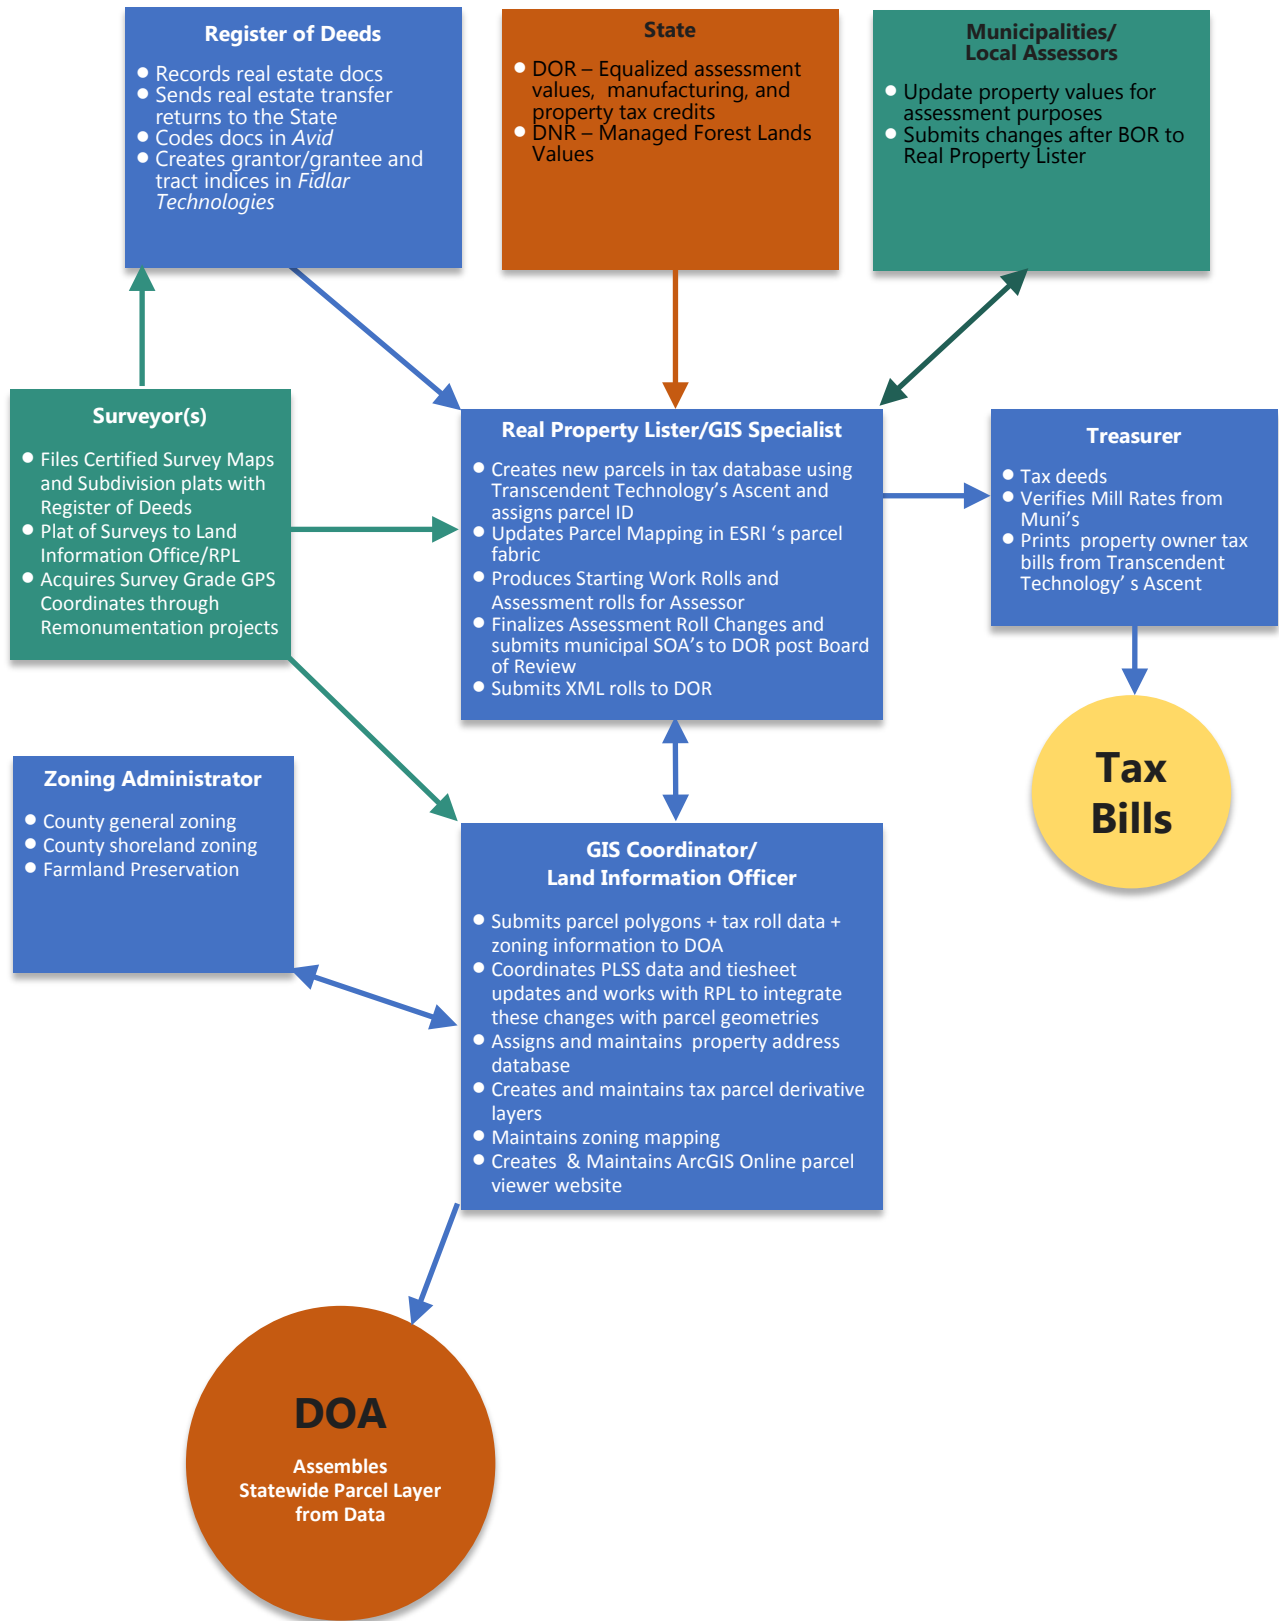 Register of Deeds
● Records real estate docs
● Sends real estate transfer
returns to the State
● Codes docs in Avid
● Creates grantor/grantee and
tract indices in Fidlar
Technologies
State
● DOR – Equalized assessment
values,  manufacturing, and
property tax credits
● DNR – Managed Forest Lands
Values
Municipalities/
Local Assessors
● Update property values for
assessment purposes
● Submits changes after BOR to
Real Property Lister
Surveyor(s)
● Files Certified Survey Maps
and Subdivision plats with
Register of Deeds
● Plat of Surveys to Land
Information Office/RPL
● Acquires Survey Grade GPS
Coordinates through
Remonumentation projects
Real Property Lister/GIS Specialist
● Creates new parcels in tax database using
Transcendent Technology’s Ascent and
assigns parcel ID
● Updates Parcel Mapping in ESRI ‘s parcel
fabric
● Produces Starting Work Rolls and
Assessment rolls for Assessor
● Finalizes Assessment Roll Changes and
submits municipal SOA’s to DOR post Board
of Review
● Submits XML rolls to DOR
Treasurer
● Tax deeds
● Verifies Mill Rates from
Muni’s
● Prints  property owner tax
bills from Transcendent
Technology’ s Ascent
Tax
Bills
Zoning Administrator
● County general zoning
● County shoreland zoning
● Farmland Preservation
GIS Coordinator/
Land Information Officer
● Submits parcel polygons + tax roll data +
zoning information to DOA
● Coordinates PLSS data and tiesheet
updates and works with RPL to integrate
these changes with parcel geometries
● Assigns and maintains  property address
database
● Creates and maintains tax parcel derivative
layers
● Maintains zoning mapping
● Creates  & Maintains ArcGIS Online parcel
viewer website
DOA
Assembles
Statewide Parcel Layer
from Data